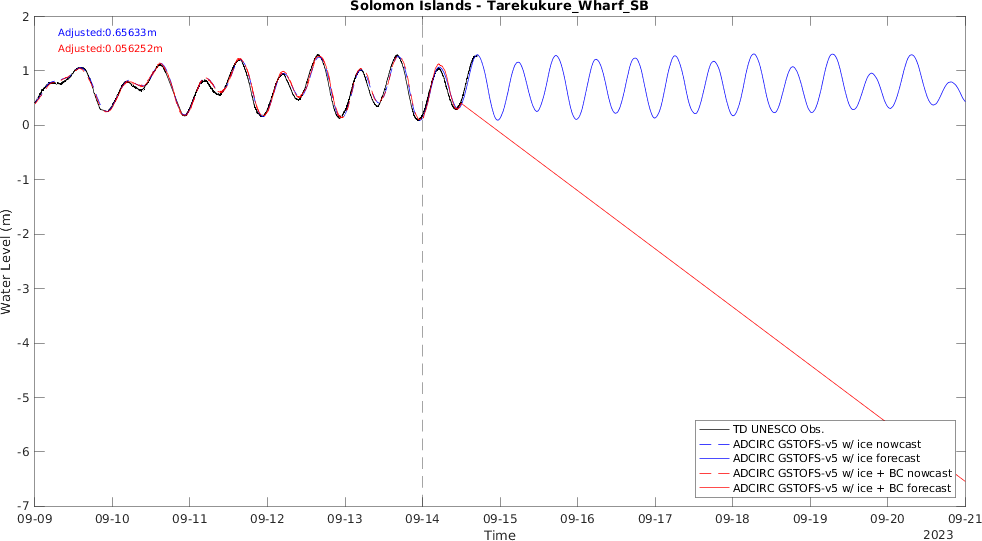 Solomon Islands - Tarekukure_Wharf_SB
2
Adjusted:0.65633m
Adjusted:0.056252m
1
0
-1
-2
-3
-4
-5
-6
-7
Water Level (m)
TD UNESCO Obs.
ADCIRC GSTOFS-v5 w/ ice nowcast
ADCIRC GSTOFS-v5 w/ ice forecast
ADCIRC GSTOFS-v5 w/ ice + BC nowcast
ADCIRC GSTOFS-v5 w/ ice + BC forecast
09-09 09-10 09-11 09-12 09-13 09-14 09-15 09-16 09-17 09-18 09-19 09-20 09-21
Time
2023